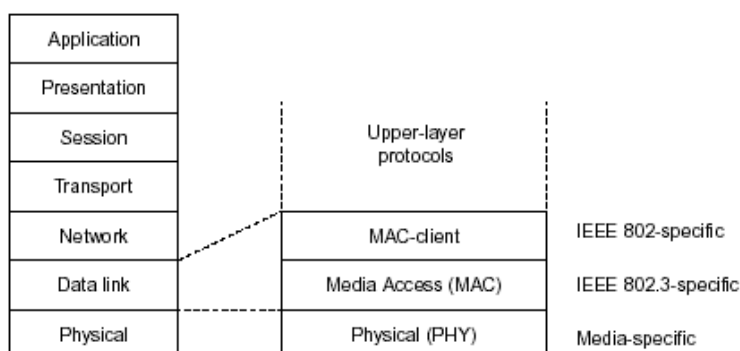 Application
Presentation
Session
Transport
Network
Data link
Physical
Upper-layer
protocols
MAC-client
Media Access (MAC)
Physical (PHY)
IEEE 802-specific
IEEE 802.3-specific
Media-specific